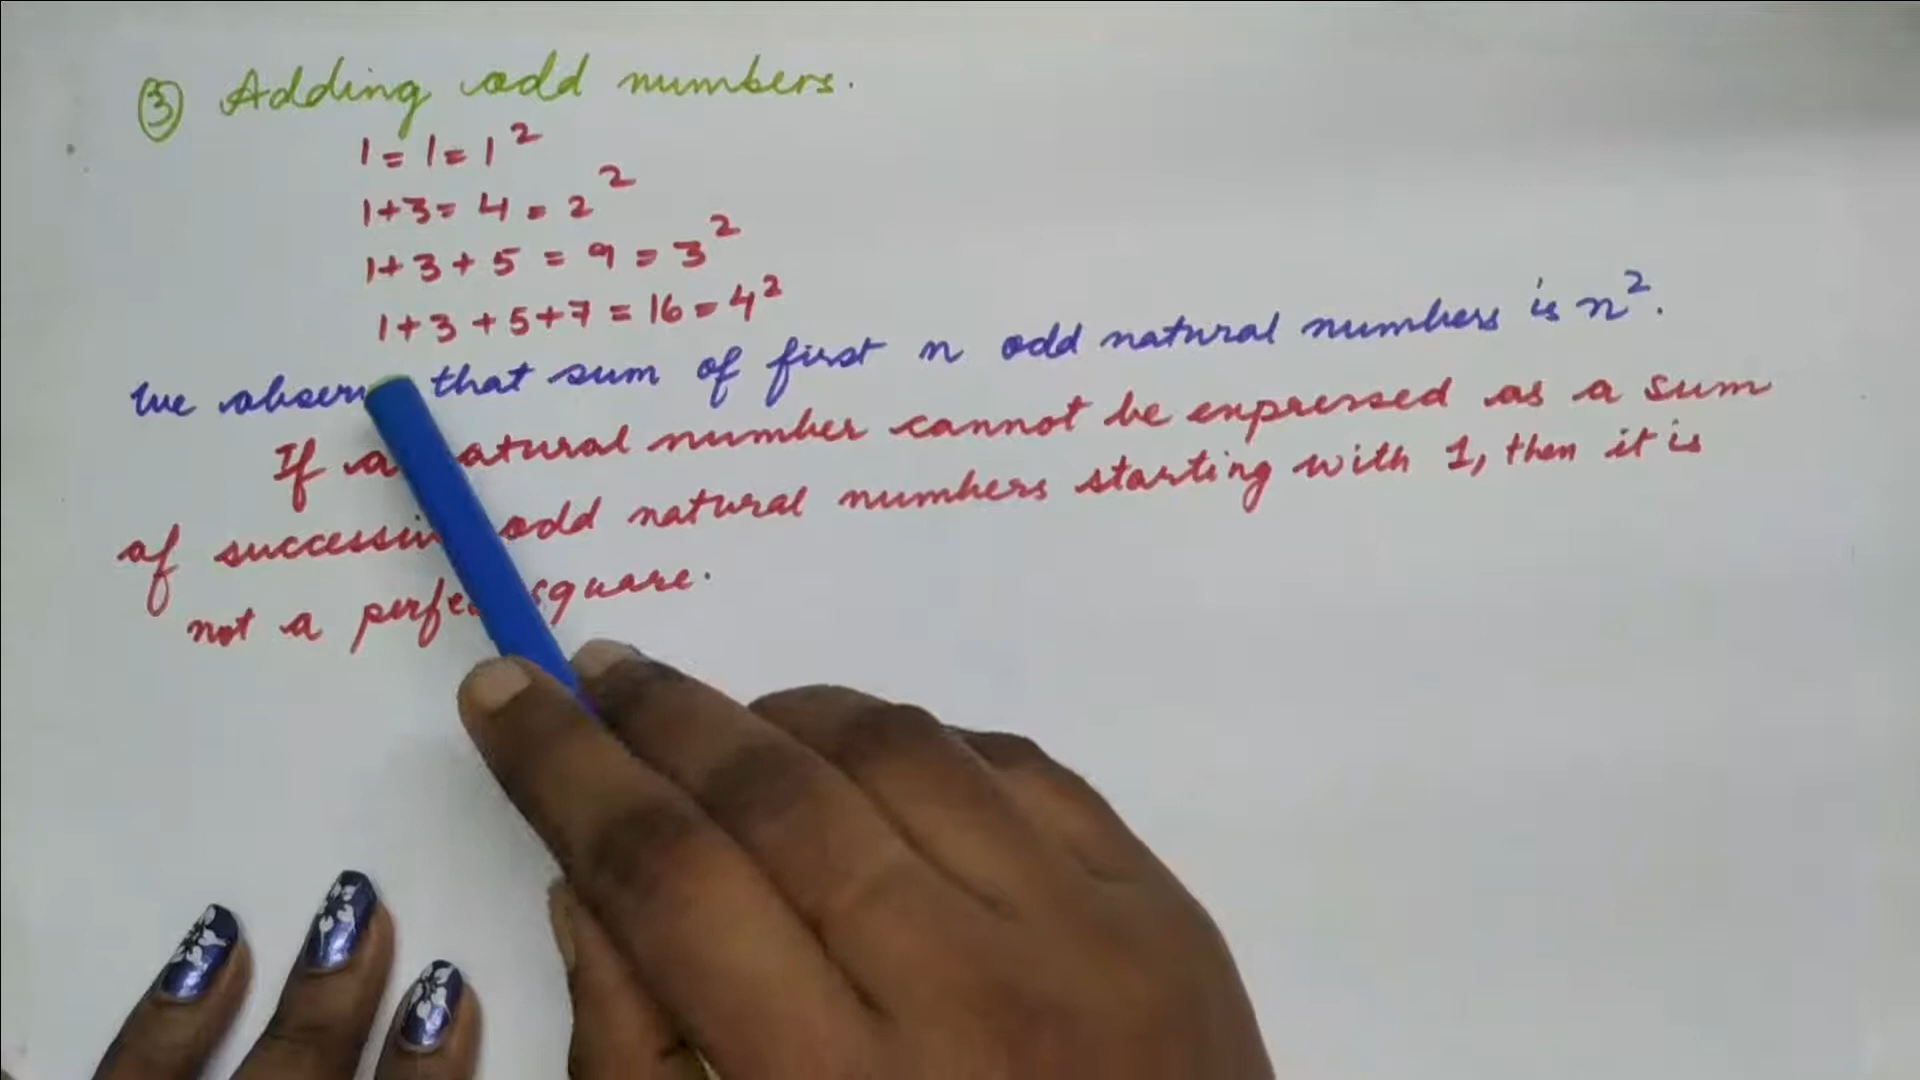 ③ Adding odd numbers.
1 = 1 = 1²
1+3 = 4 = 2²
1+3+5 = 9 = 3²
1+3+5+7 = 16 = 4²
We that sum of first n odd natural numbers is n².
If a number cannot be expressed as a sum
of odd natural numbers starting with 1, then it is
not a square.